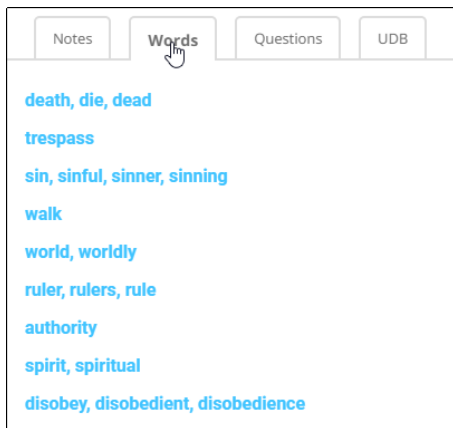 Notes Words Questions UDB
death, die, dead
trespass
sin, sinful, sinner, sinning
walk
world, worldly
ruler, rulers, rule
authority
spirit, spiritual
disobey, disobedient, disobedience